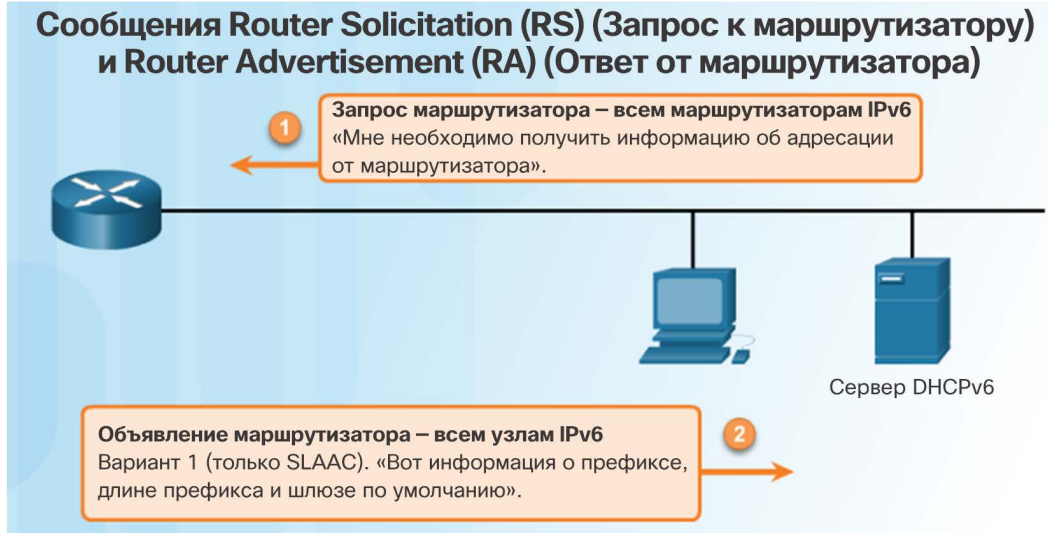 Сообщения Router Solicitation (RS) (Запрос к маршрутизатору)
и Router Advertisement (RA) (Ответ от маршрутизатора)
1
Запрос маршрутизатора – всем маршрутизаторам IPv6
«Мне необходимо получить информацию об адресации
от маршрутизатора».
Сервер DHCPv6
Объявление маршрутизатора – всем узлам IPv6
2
Вариант 1 (только SLAAC). «Вот информация о префиксе,
длине префикса и шлюзе по умолчанию».